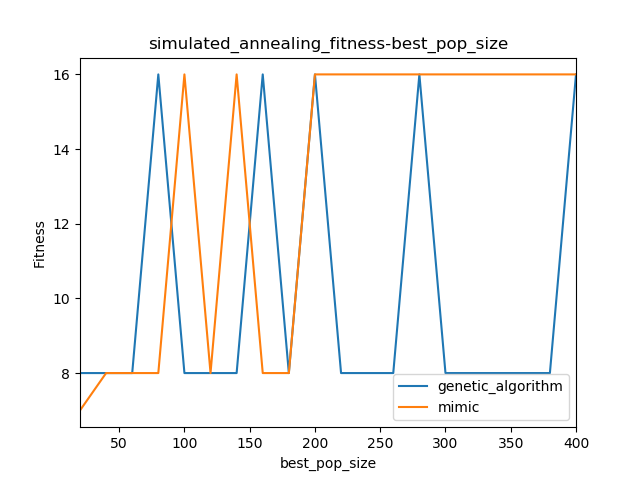 simulated_annealing_fitness-best_pop_size
Fitness
16
14
12
10
8
50 100 150 200 250 300 350 400
best_pop_size
genetic_algorithm
mimic